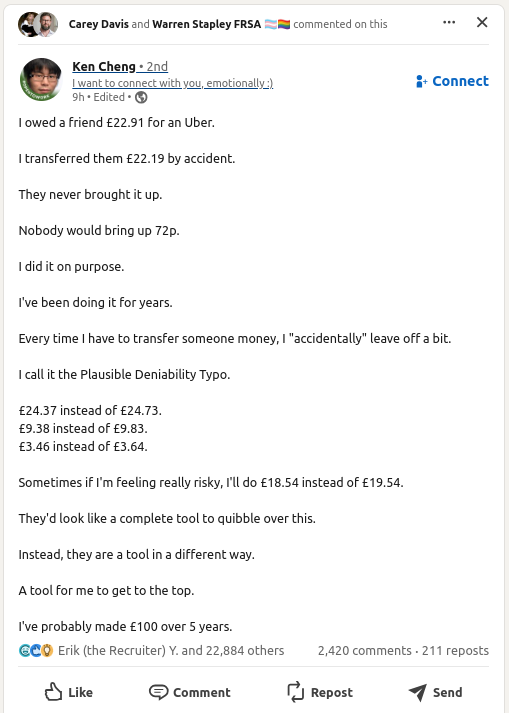 Carey Davis and Warren Stapley FRSA 🏳️‍⚧️🏳️‍🌈 commented on this
Ken Cheng • 2nd
I want to connect with you, emotionally :)
9h • Edited •
Connect
I owed a friend £22.91 for an Uber.
I transferred them £22.19 by accident.
They never brought it up.
Nobody would bring up 72p.
I did it on purpose.
I've been doing it for years.
Every time I have to transfer someone money, I "accidentally" leave off a bit.
I call it the Plausible Deniability Typo.
£24.37 instead of £24.73.
£9.38 instead of £9.83.
£3.46 instead of £3.64.
Sometimes if I'm feeling really risky, I'll do £18.54 instead of £19.54.
They'd look like a complete tool to quibble over this.
Instead, they are a tool in a different way.
A tool for me to get to the top.
I've probably made £100 over 5 years.
Erik (the Recruiter) Y. and 22,884 others
2,420 comments · 211 reposts
Like
Comment
Repost
Send